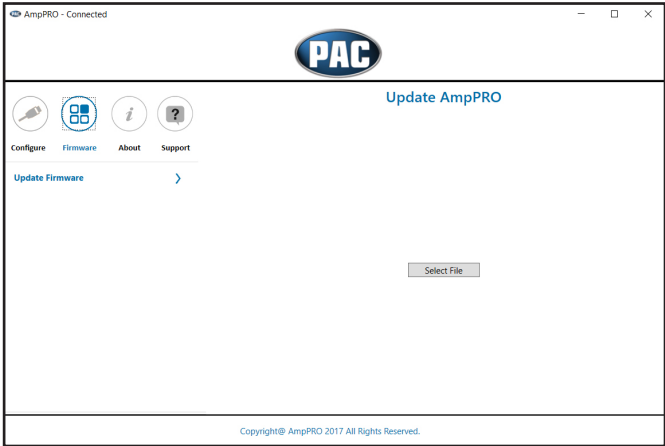 AmpPRO - Connected
PAC
Update AmpPRO
Configure Firmware About Support
Update Firmware
Select File
Copyright@ AmpPRO 2017 All Rights Reserved.